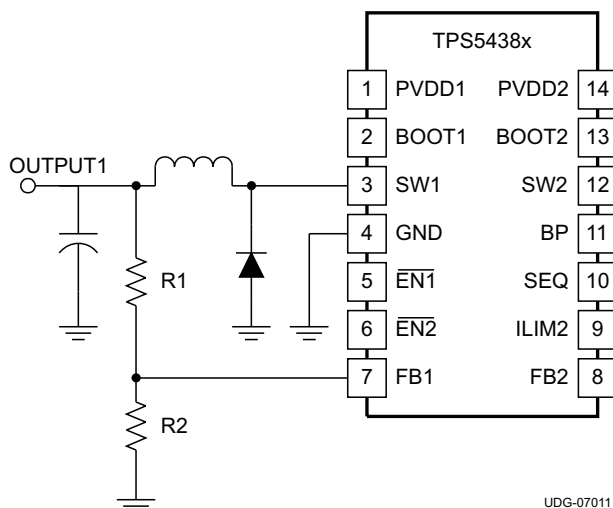 TPS5438x
1 PVDD1 PVDD2 14
2 BOOT1 BOOT2 13
OUTPUT1
3 SW1 SW2 12
4 GND BP 11
R1
5 EN1 SEQ 10
6 EN2 ILIM2 9
7 FB1 FB2 8
R2
UDG-07011